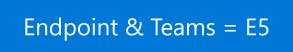 Endpoint & Teams = E5